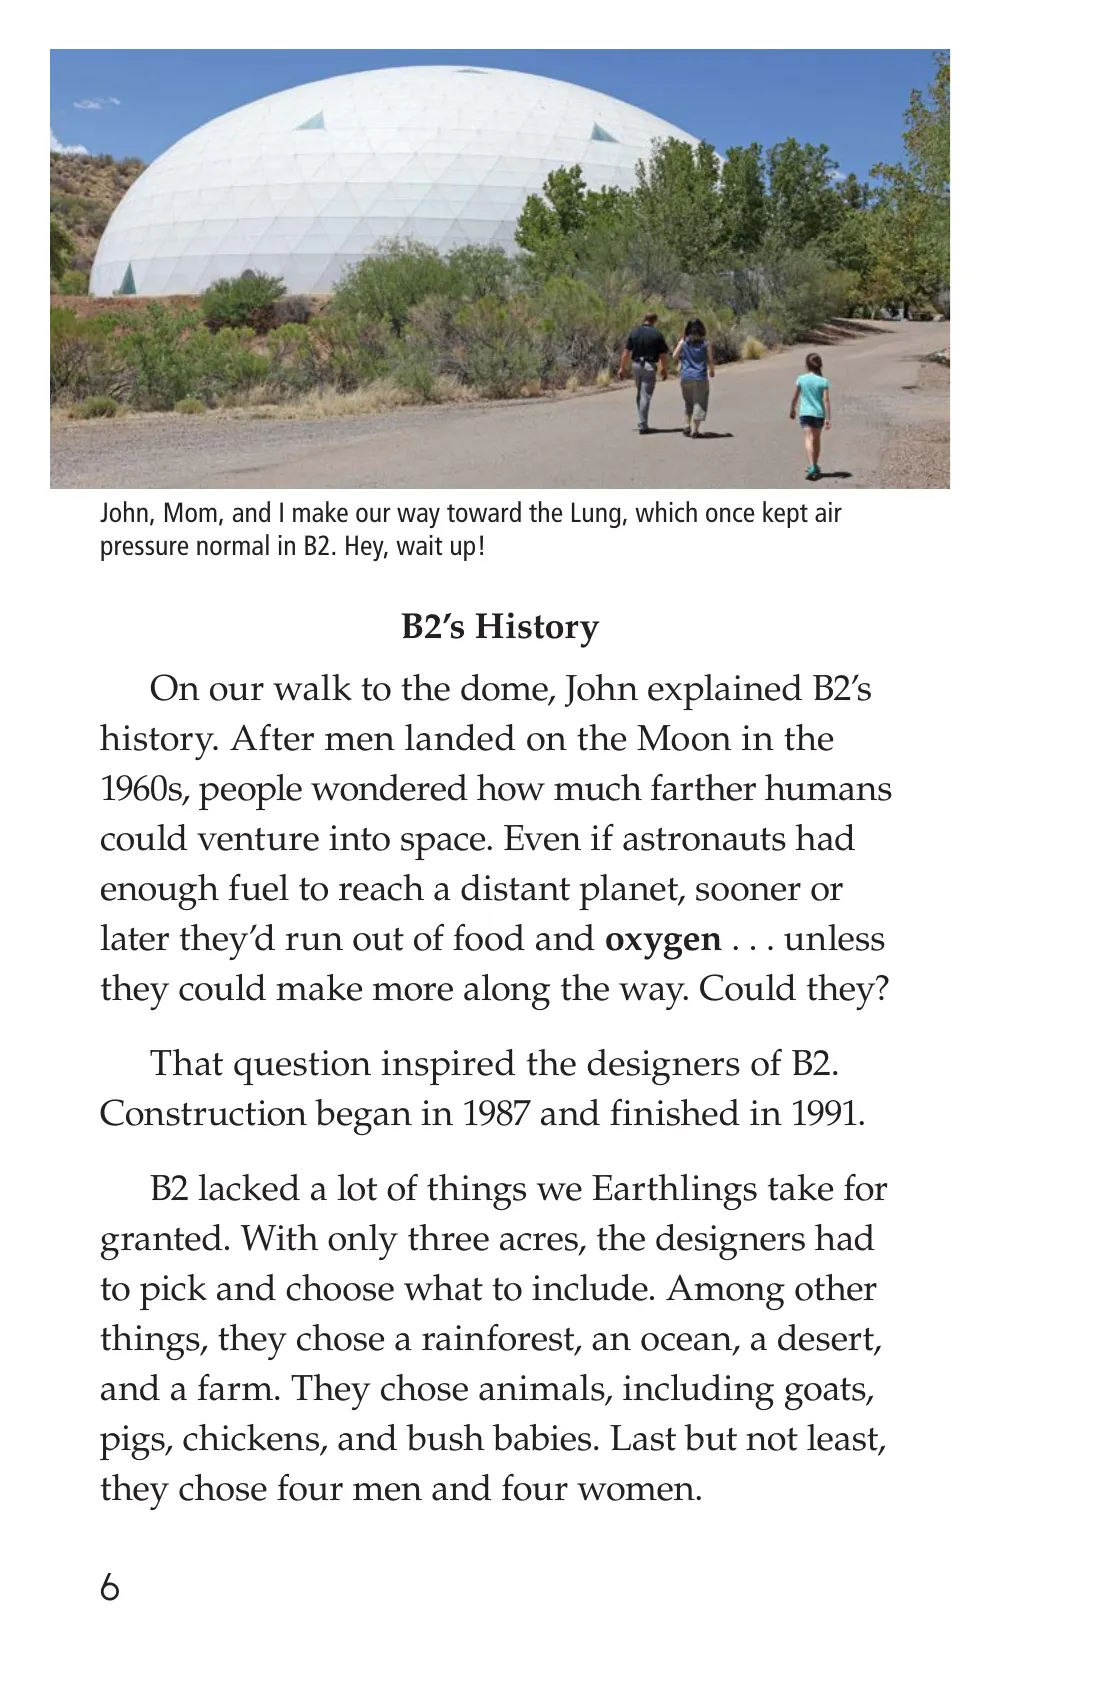 John, Mom, and I make our way toward the Lung, which once kept air
pressure normal in B2. Hey, wait up!
B2’s History
On our walk to the dome, John explained B2’s
history. After men landed on the Moon in the
1960s, people wondered how much farther humans
could venture into space. Even if astronauts had
enough fuel to reach a distant planet, sooner or
later they’d run out of food and oxygen . . . unless
they could make more along the way. Could they?
That question inspired the designers of B2.
Construction began in 1987 and finished in 1991.
B2 lacked a lot of things we Earthlings take for
granted. With only three acres, the designers had
to pick and choose what to include. Among other
things, they chose a rainforest, an ocean, a desert,
and a farm. They chose animals, including goats,
pigs, chickens, and bush babies. Last but not least,
they chose four men and four women.
6